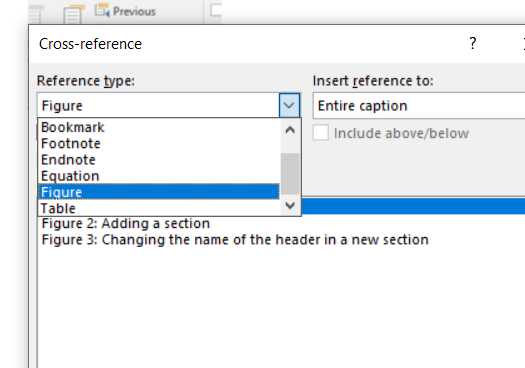 Previous
Cross-reference ?
Reference type: Insert reference to:
Figure Entire caption
Bookmark Include above/below
Footnote
Endnote
Equation
Figure
Table
Figure 2: Adding a section
Figure 3: Changing the name of the header in a new section